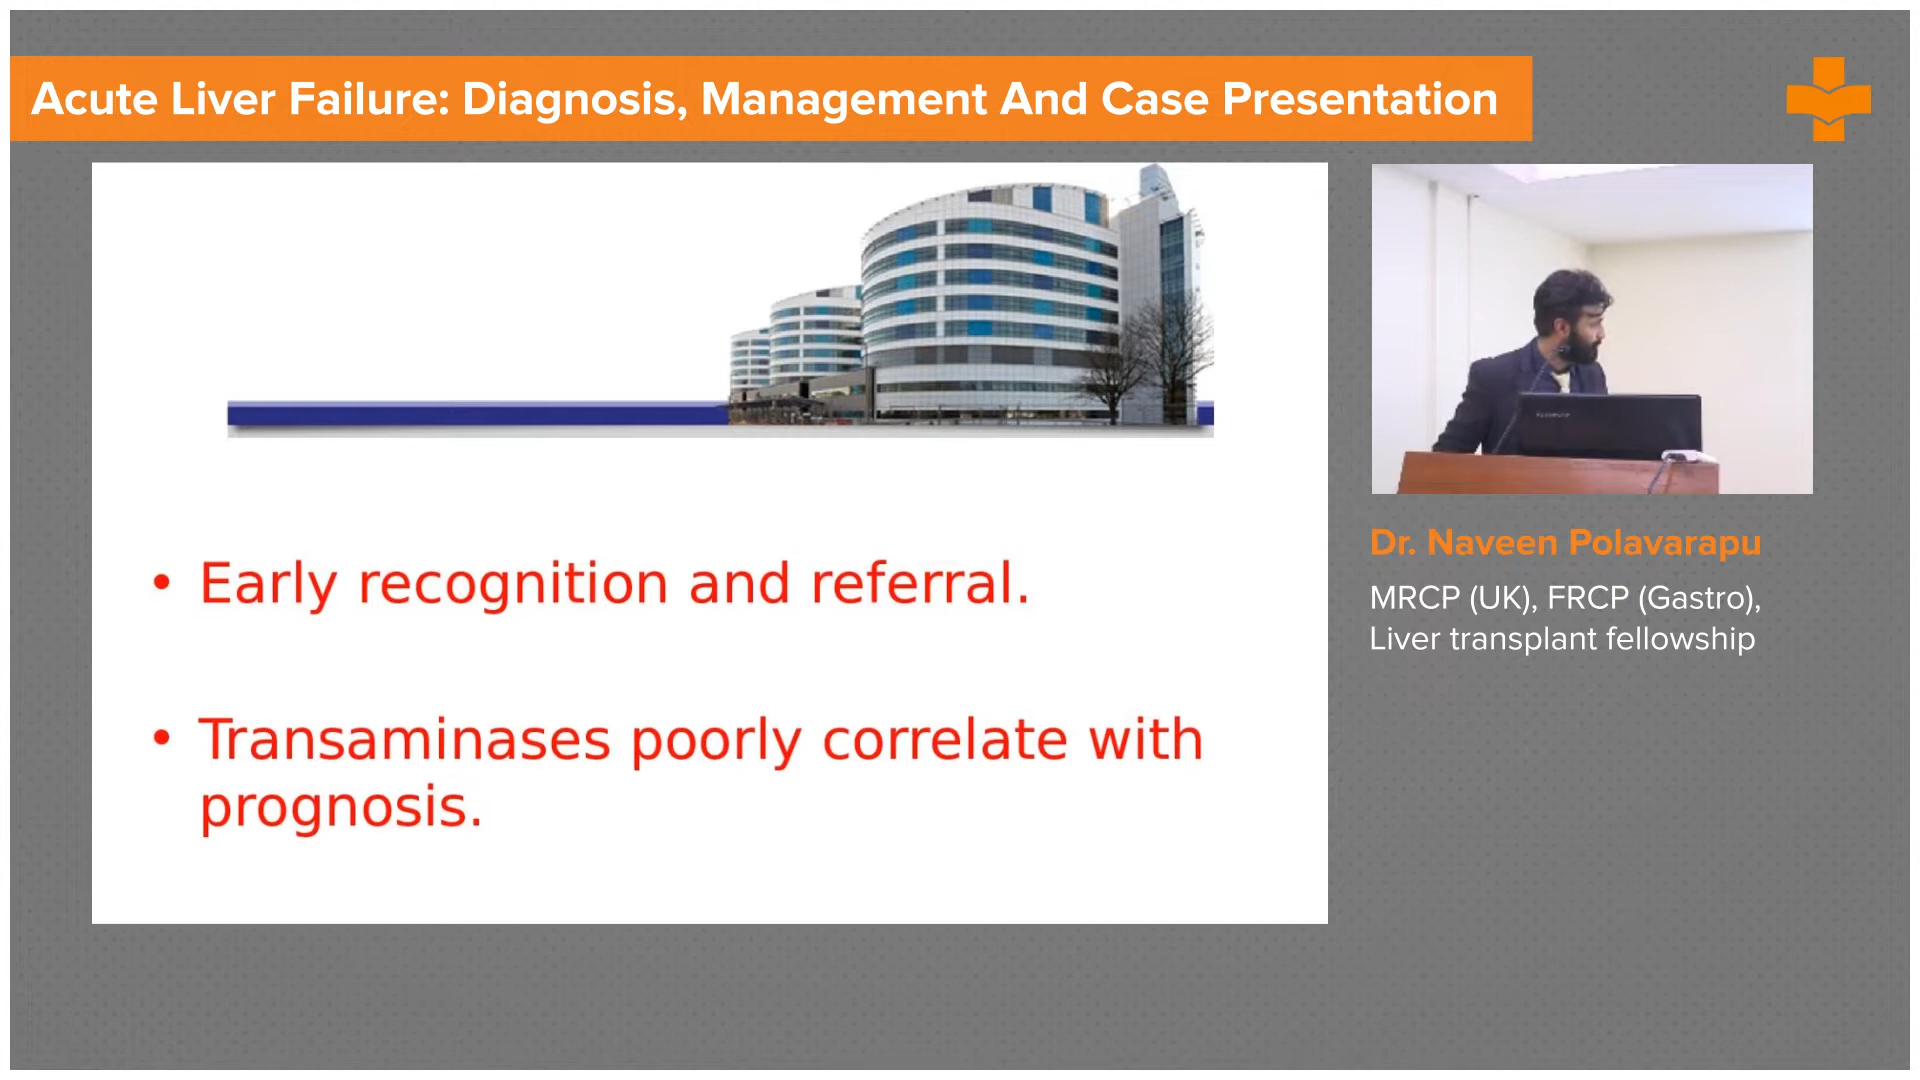 Acute Liver Failure: Diagnosis, Management And Case Presentation
• Early recognition and referral.
• Transaminases poorly correlate with
prognosis.
Dr. Naveen Polavarapu
MRCP (UK), FRCP (Gastro),
Liver transplant fellowship